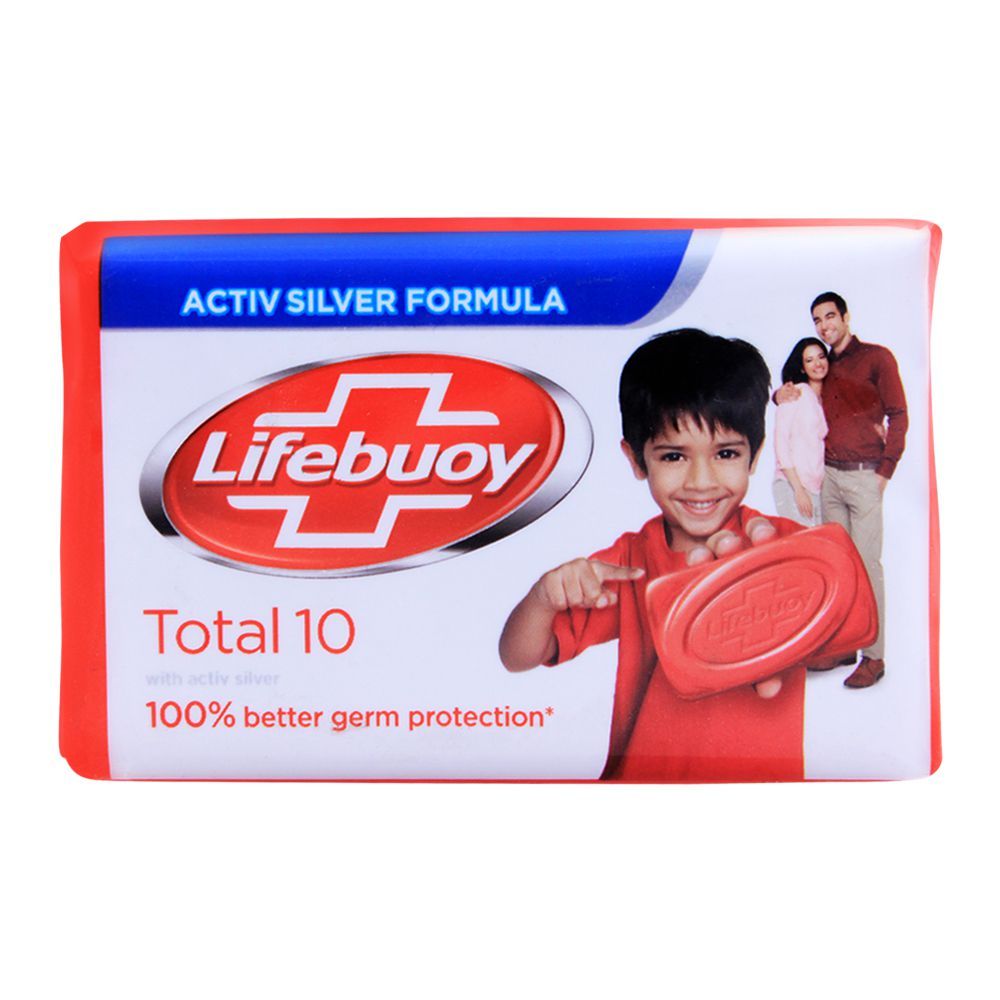 ACTIV SILVER FORMULA
Lifebuoy
Total 10
with activ silver
100% better germ protection*
Lifebuoy